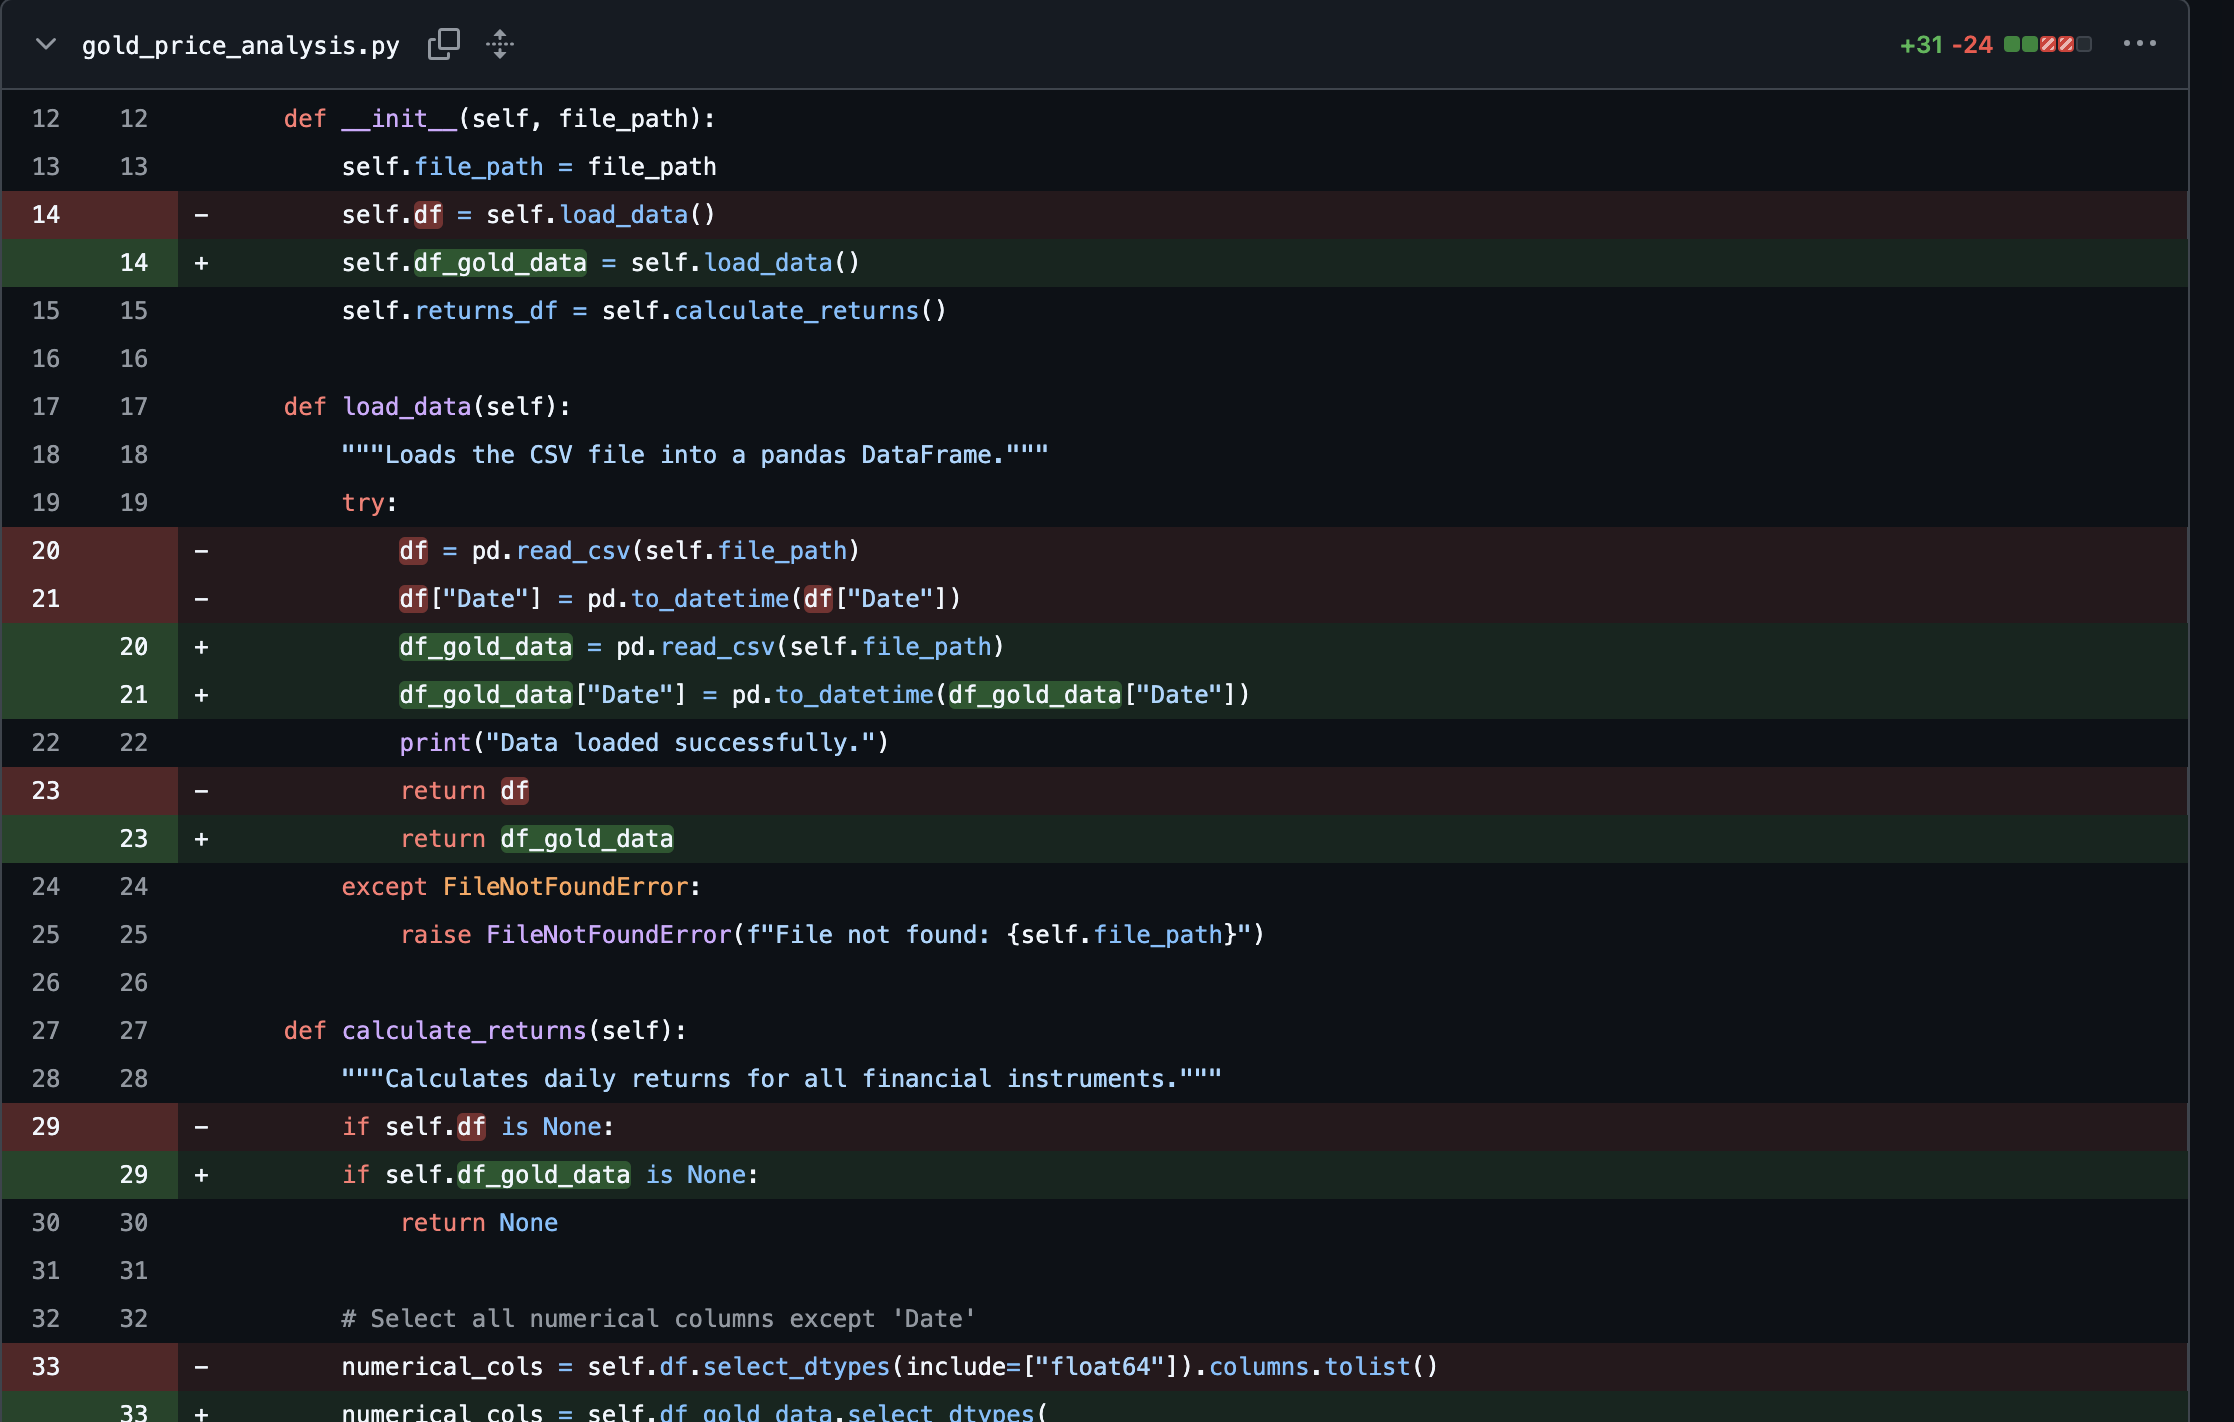 gold_price_analysis.py +31 -24
12 12 def __init__(self, file_path):
13 13 self.file_path = file_path
14 - self.df = self.load_data()
14 + self.df_gold_data = self.load_data()
15 15 self.returns_df = self.calculate_returns()
16 16
17 17 def load_data(self):
18 18 """Loads the CSV file into a pandas DataFrame."""
19 19 try:
20 - df = pd.read_csv(self.file_path)
21 - df["Date"] = pd.to_datetime(df["Date"])
20 + df_gold_data = pd.read_csv(self.file_path)
21 + df_gold_data["Date"] = pd.to_datetime(df_gold_data["Date"])
22 22 print("Data loaded successfully.")
23 - return df
23 + return df_gold_data
24 24 except FileNotFoundError:
25 25 raise FileNotFoundError(f"File not found: {self.file_path}")
26 26
27 27 def calculate_returns(self):
28 28 """Calculates daily returns for all financial instruments."""
29 - if self.df is None:
29 + if self.df_gold_data is None:
30 30 return None
31 31
32 32 # Select all numerical columns except 'Date'
33 - numerical_cols = self.df.select_dtypes(include=["float64"]).columns.tolist()
33 + numerical_cols = self.df_gold_data.select_dtypes(